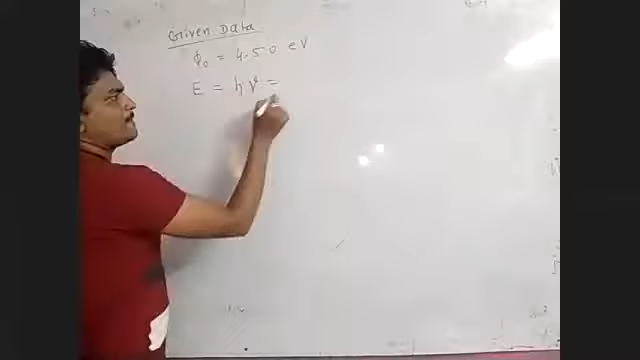 Given Data
ϕ₀ = 4.50 eV
E = hν =